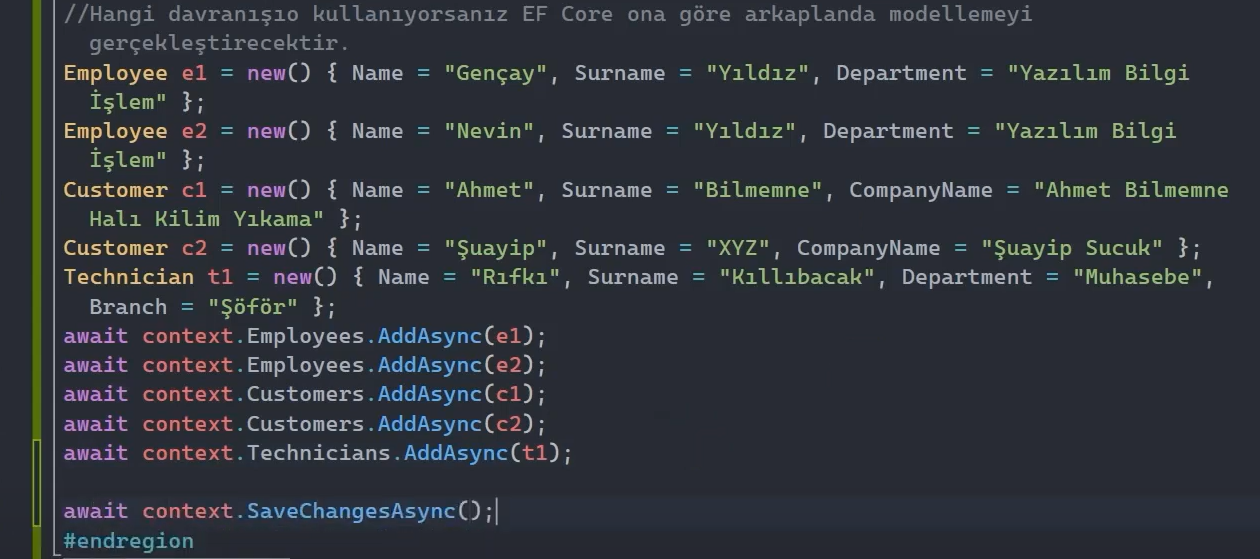 //Hangi davranışıo kullanıyorsanız EF Core ona göre arkaplanda modellemeyi
gerçekleştirecektir.
Employee e1 = new() { Name = "Gençay", Surname = "Yıldız", Department = "Yazılım Bilgi
İşlem" };
Employee e2 = new() { Name = "Nevin", Surname = "Yıldız", Department = "Yazılım Bilgi
İşlem" };
Customer c1 = new() { Name = "Ahmet", Surname = "Bilmemne", CompanyName = "Ahmet Bilmemne
Halı Kilim Yıkama" };
Customer c2 = new() { Name = "Şuayip", Surname = "XYZ", CompanyName = "Şuayip Sucuk" };
Technician t1 = new() { Name = "Rıfkı", Surname = "Kıllıbacak", Department = "Muhasebe",
Branch = "Şöför" };
await context.Employees.AddAsync(e1);
await context.Employees.AddAsync(e2);
await context.Customers.AddAsync(c1);
await context.Customers.AddAsync(c2);
await context.Technicians.AddAsync(t1);
await context.SaveChangesAsync();
#endregion